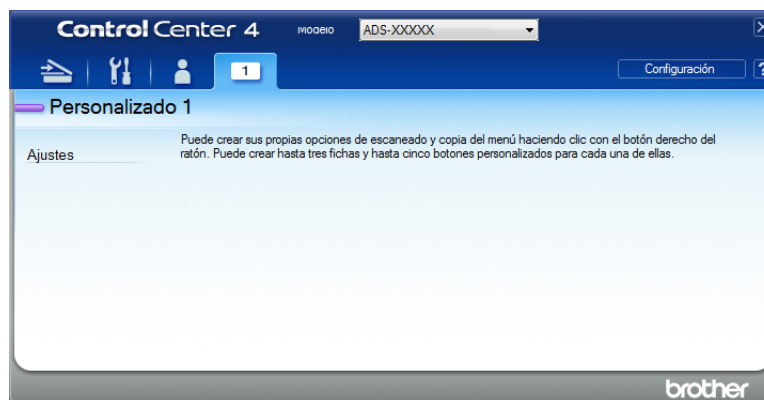 Control Center 4 Modelo ADS-XXXXX
1 Configuración ?
Personalizado 1
Puede crear sus propias opciones de escaneado y copia del menú haciendo clic con el botón derecho del
Ajustes
ratón. Puede crear hasta tres fichas y hasta cinco botones personalizados para cada una de ellas.
brother